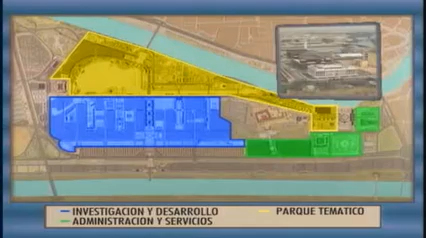 INVESTIGACION Y DESARROLLO
PARQUE TEMATICO
ADMINISTRACION Y SERVICIOS